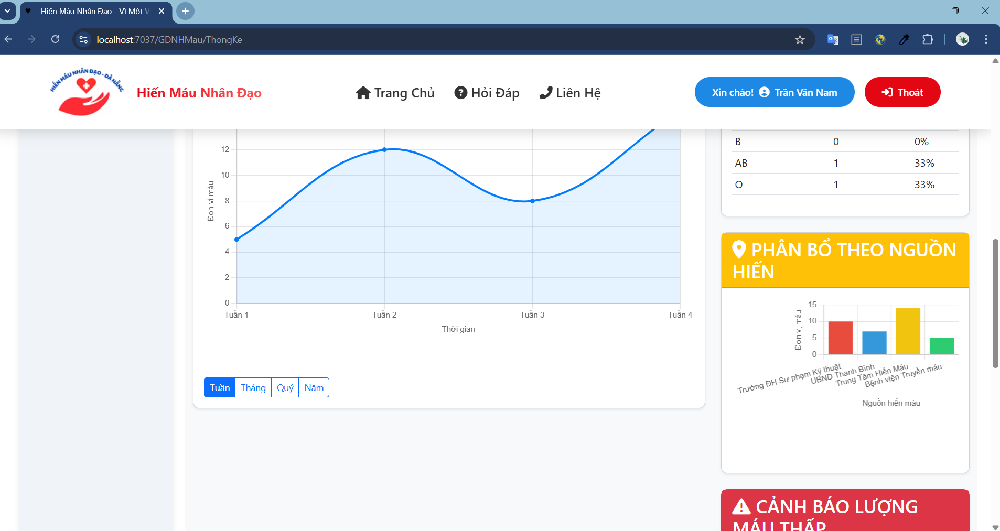 Hiến Máu Nhân Đạo - Vì Một V
localhost:7037/GDNHMau/ThongKe
HIẾN MÁU NHÂN ĐẠO - ĐÀ NẴNG
Hiến Máu Nhân Đạo
Trang Chủ
Hỏi Đáp
Liên Hệ
Xin chào! Trần Văn Nam
Thoát
12
10
8
6
4
2
0
Đơn vị máu
Tuần 1
Tuần 2
Tuần 3
Tuần 4
Thời gian
Tuần
Tháng
Quý
Năm
B 0 0%
AB 1 33%
O 1 33%
PHÂN BỔ THEO NGUỒN
HIẾN
15
10
5
0
Đơn vị máu
Trường ĐH Sư phạm Kỹ thuật
UBND Thanh Bình
Trung Tâm Hiến Máu
Bệnh viện Truyền máu
Nguồn hiến máu
CẢNH BÁO LƯỢNG
MÁU THẤP